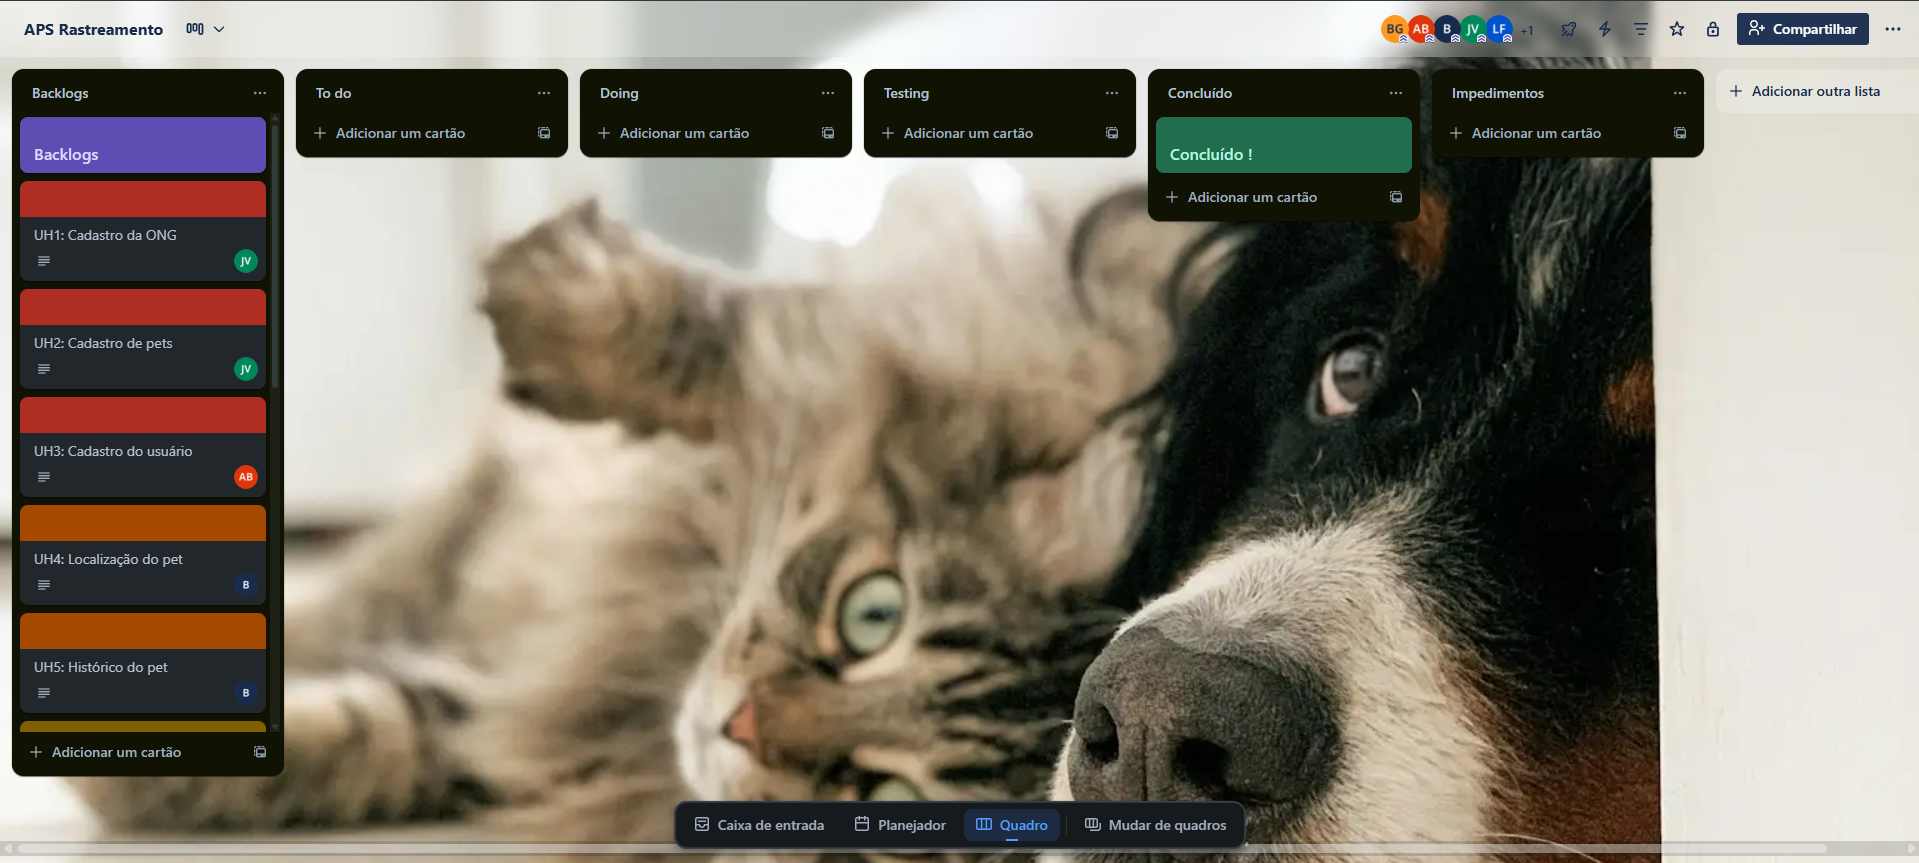 APS Rastreamento
BG AB B JV LF +1
Compartilhar
Backlogs
Backlogs
UH1: Cadastro da ONG
JV
UH2: Cadastro de pets
JV
UH3: Cadastro do usuário
AB
UH4: Localização do pet
B
UH5: Histórico do pet
B
Adicionar um cartão
To do
Adicionar um cartão
Doing
Adicionar um cartão
Testing
Adicionar um cartão
Concluído
Concluído !
Adicionar um cartão
Impedimentos
Adicionar um cartão
Adicionar outra lista
Caixa de entrada
Planejador
Quadro
Mudar de quadros